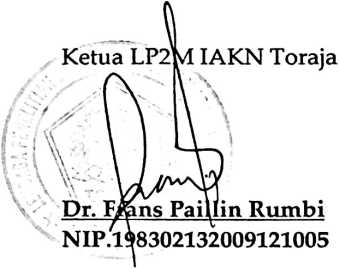 Ketua LP2M IAKN Toraja
Dr. Frans Paillin Rumbi
NIP.198302132009121005